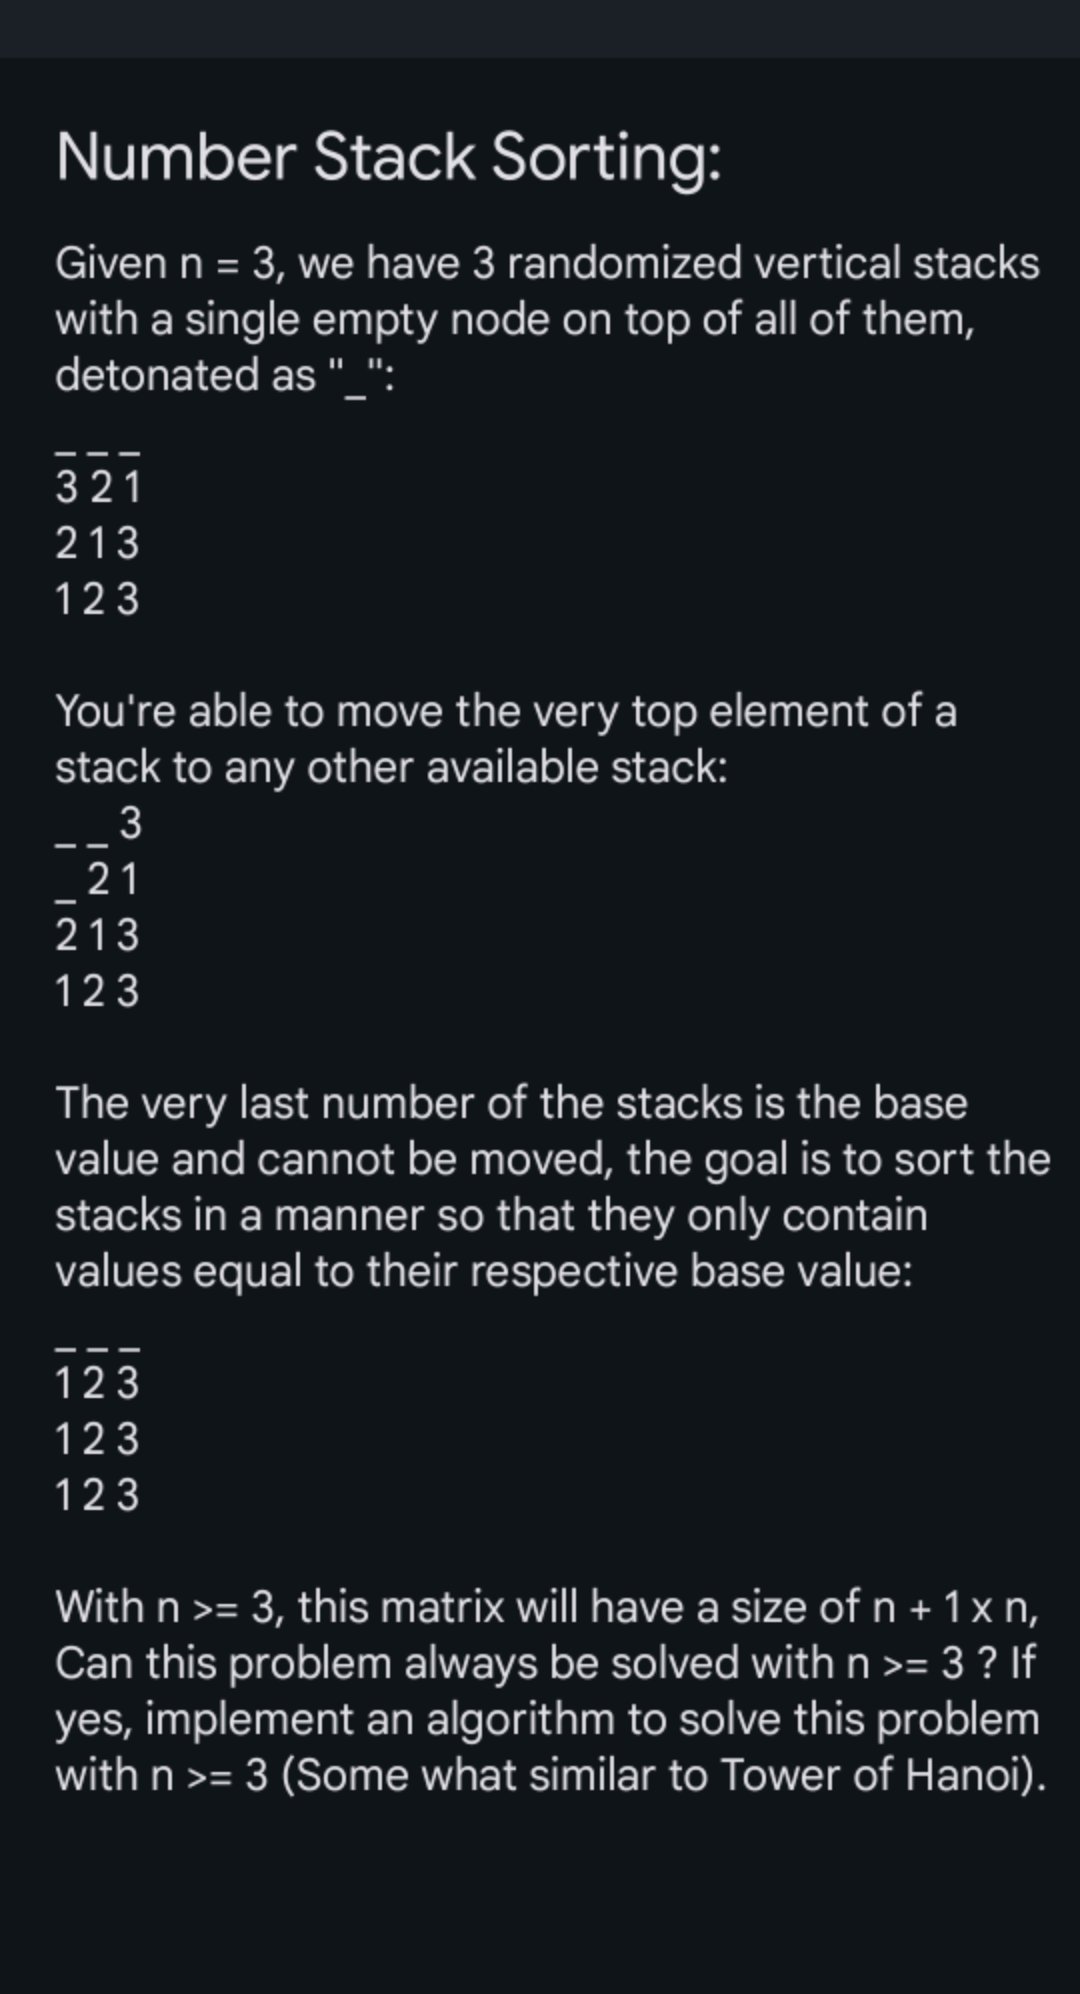 Number Stack Sorting:
Given n = 3, we have 3 randomized vertical stacks
with a single empty node on top of all of them,
detonated as "_":
_ _ _
3 2 1
2 1 3
1 2 3
You're able to move the very top element of a
stack to any other available stack:
_ _ 3
_ 2 1
2 1 3
1 2 3
The very last number of the stacks is the base
value and cannot be moved, the goal is to sort the
stacks in a manner so that they only contain
values equal to their respective base value:
_ _ _
1 2 3
1 2 3
1 2 3
With n >= 3, this matrix will have a size of n + 1 x n,
Can this problem always be solved with n >= 3 ? If
yes, implement an algorithm to solve this problem
with n >= 3 (Some what similar to Tower of Hanoi).